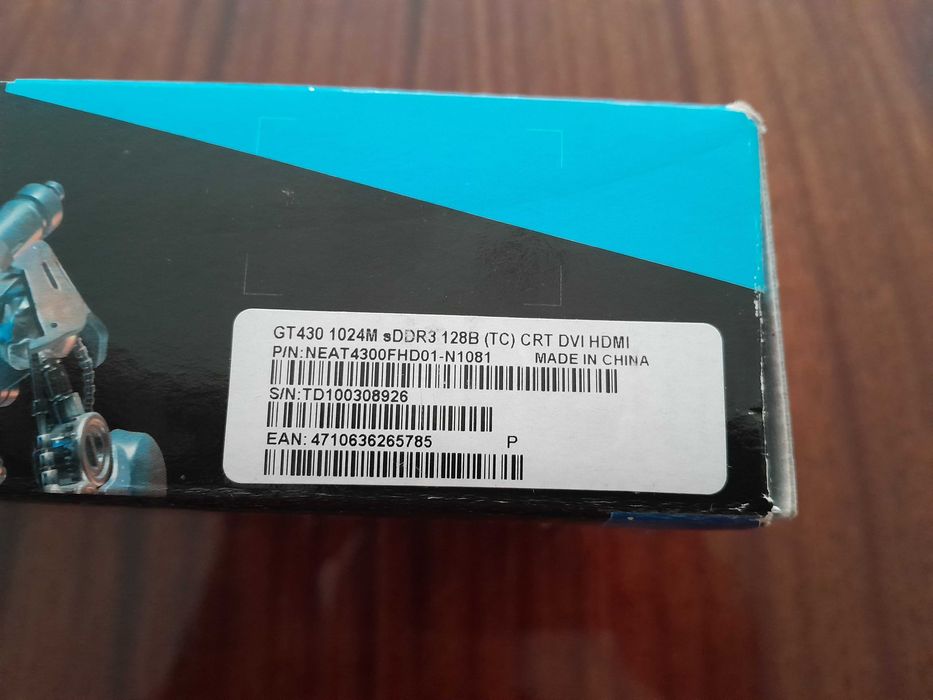 GT430 1024M sDDR3 128B (TC) CRT DVI HDMI
P/N:NEAT4300FHD01-N1081 MADE IN CHINA
S/N:TD100308926
EAN: 4710636265785 P